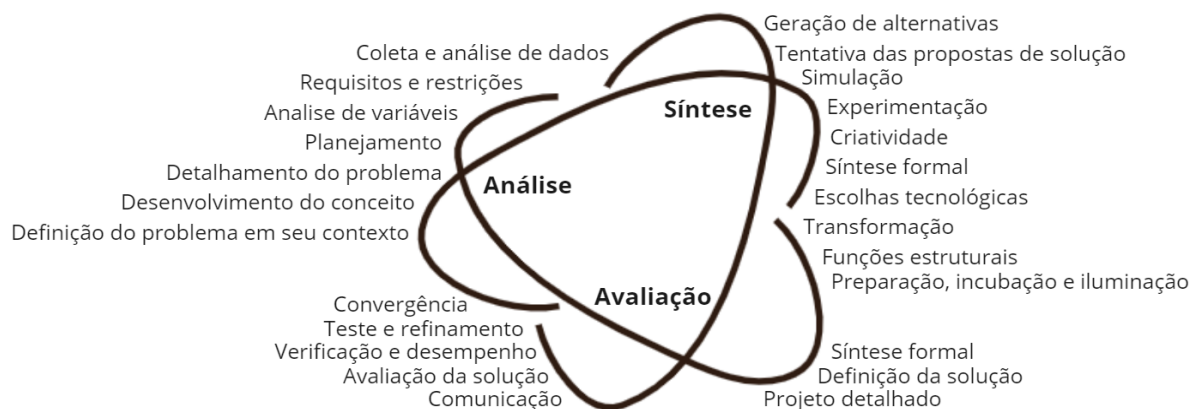 Coleta e análise de dados
Requisitos e restrições
Analise de variáveis
Planejamento
Detalhamento do problema
Desenvolvimento do conceito
Definição do problema em seu contexto
Análise
Geração de alternativas
Tentativa das propostas de solução
Simulação
Experimentação
Criatividade
Síntese formal
Escolhas tecnológicas
Transformação
Funções estruturais
Preparação, incubação e iluminação
Síntese
Avaliação
Convergência
Teste e refinamento
Verificação e desempenho
Avaliação da solução
Comunicação
Síntese formal
Definição da solução
Projeto detalhado